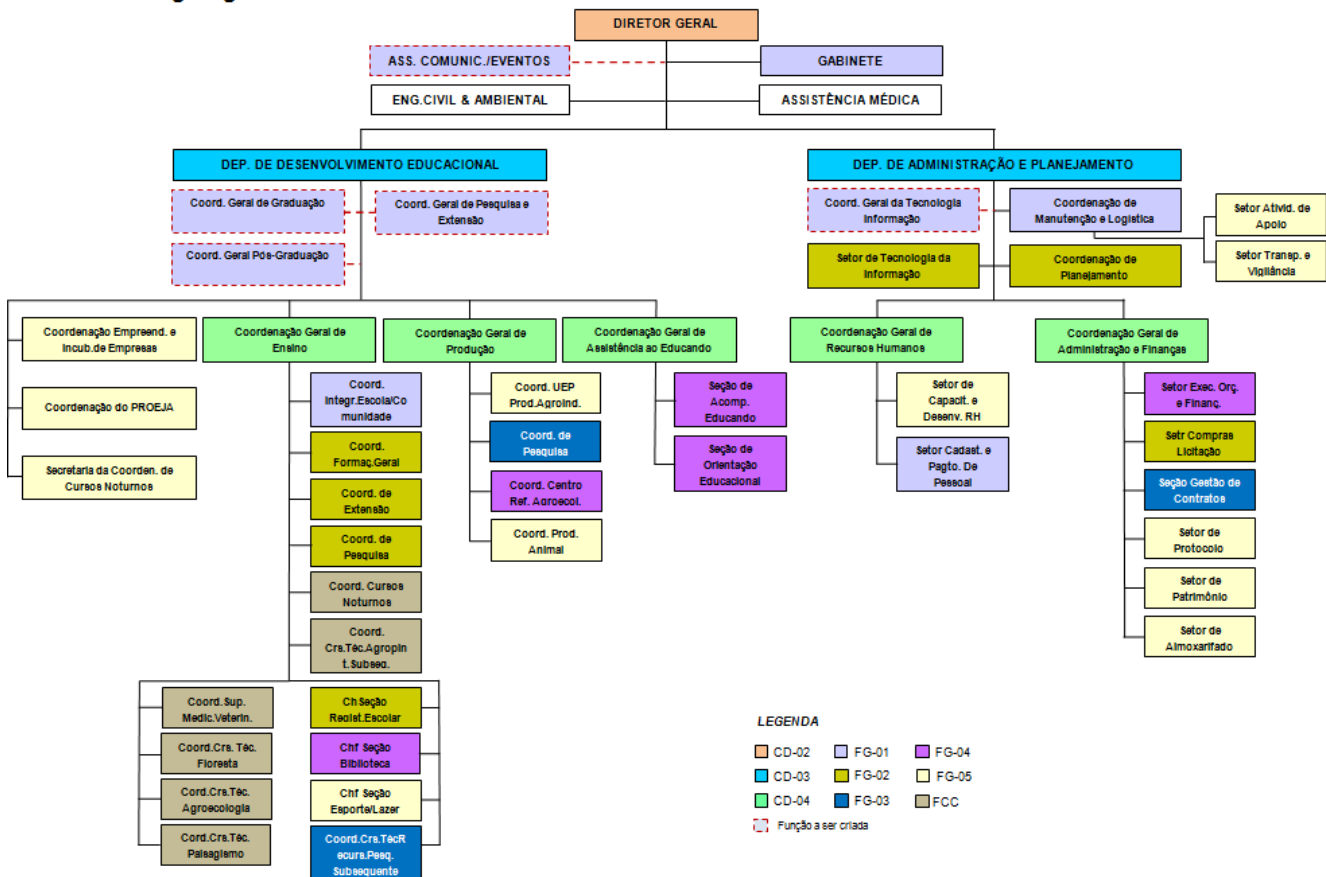 DIRETOR GERAL
ASS. COMUNIC./EVENTOS
GABINETE
ENG.CIVIL & AMBIENTAL
ASSISTÊNCIA MÉDICA
DEP. DE DESENVOLVIMENTO EDUCACIONAL
DEP. DE ADMINISTRAÇÃO E PLANEJAMENTO
Coord. Geral de Graduação
Coord. Geral de Pesquisa e
Extensão
Coord. Geral Pós-Graduação
Coord. Geral da Tecnologia
Informação
Coordenação de
Manutenção e Logística
Setor Ativid. de
Apoio
Setor Transp. e
Vigilância
Setor de Tecnologia da
Informação
Coordenação de
Planejamento
Coordenação Empreend. e
Incub.de Empresas
Coordenação Geral de
Ensino
Coordenação Geral de
Produção
Coordenação Geral de
Assistência ao Educando
Coordenação Geral de
Recursos Humanos
Coordenação Geral de
Administração e Finanças
Coordenação do PROEJA
Secretaria da Coorden. de
Cursos Noturnos
Coord.
Integr.Escola/Co
munidade
Coord.
Formaç.Geral
Coord. de
Extensão
Coord. de
Pesquisa
Coord. Cursos
Noturnos
Coord.
Crs.Téc.Agropint
t.Subseq.
Coord. UEP
Prod.Agroind.
Coord. de
Pesquisa
Coord. Centro
Ref. Agroecol.
Coord. Prod.
Animal
Seção de
Acomp.
Educando
Seção de
Orientação
Educacional
Setor de
Capacit. e
Desenv. RH
Setor Cadast. e
Pagto. De
Pessoal
Setor Exec. Orç.
e Finanç.
Setr Compras
Licitação
Seção Gestão de
Contratos
Setor de
Protocolo
Setor de
Patrimônio
Setor de
Almoxarifado
Coord.Sup.
Medic.Veterin.
Coord.Crs. Téc.
Floresta
Cord.Crs.Téc.
Agroecologia
Cord.Crs.Téc.
Paisagismo
Ch Seção
Regist.Escolar
Chf Seção
Biblioteca
Chf Seção
Esporte/Lazer
Coord.Crs.TécR
ecurs.Pesq.
Subsequente
LEGENDA
CD-02 FG-01 FG-04
CD-03 FG-02 FG-05
CD-04 FG-03 FCC
Função a ser criada